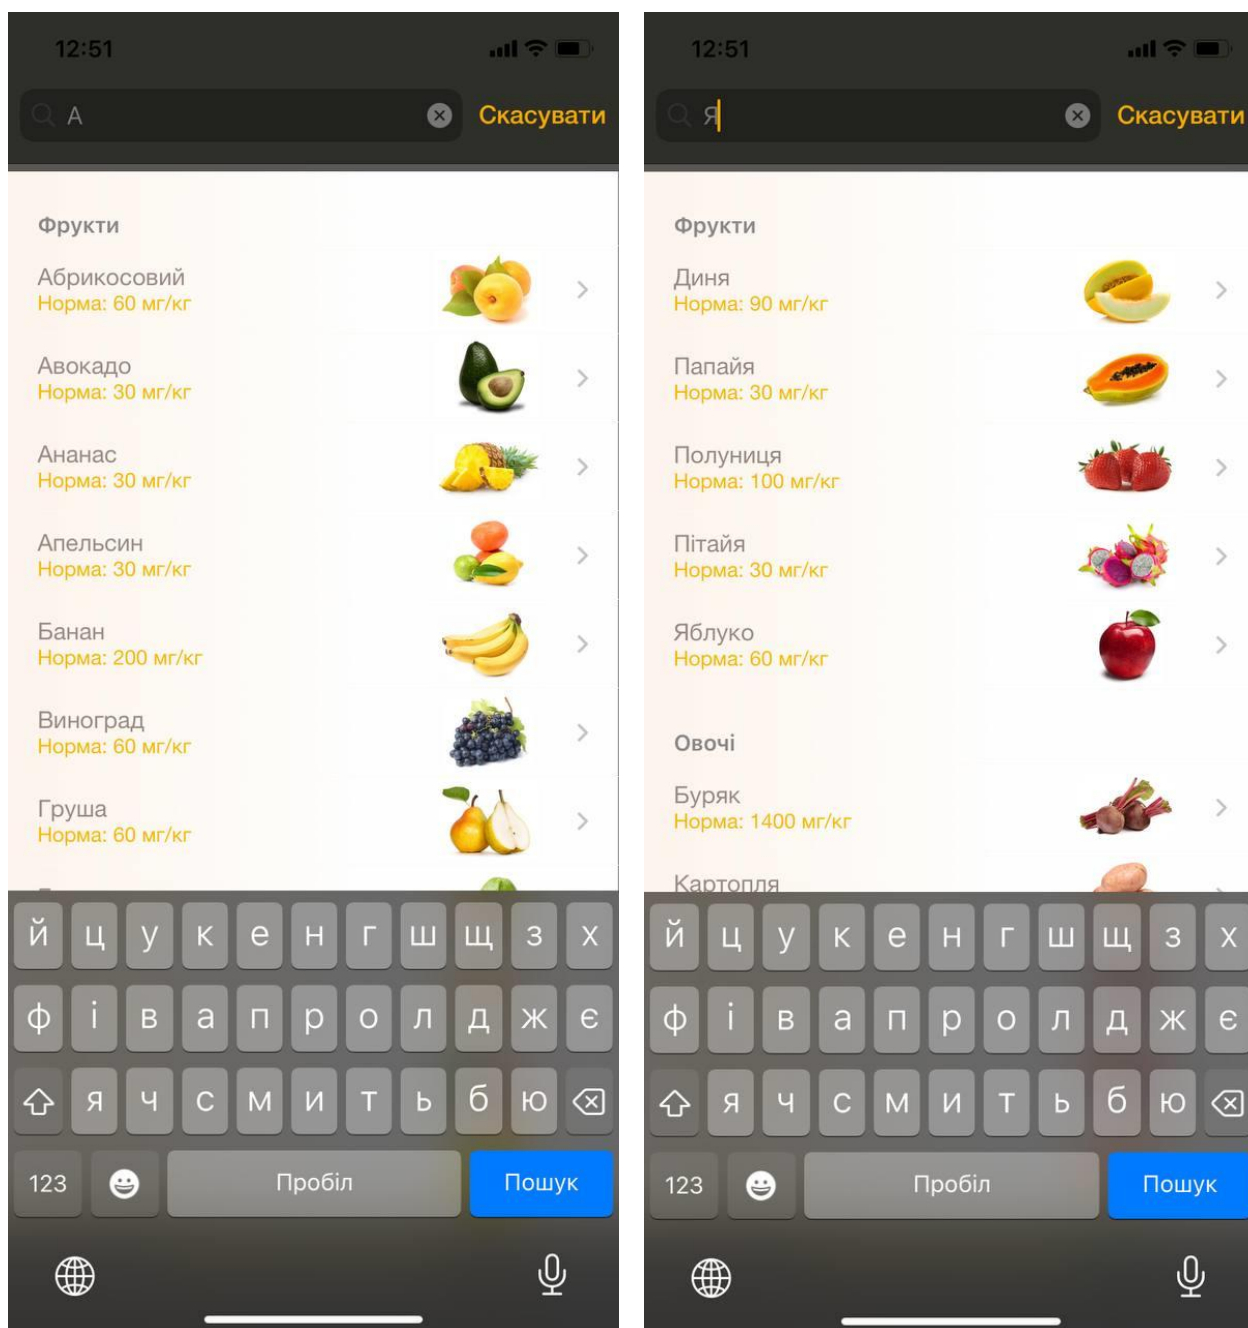 12:51
А
Скасувати
Фрукти
Абрикосовий
Норма: 60 мг/кг
Авокадо
Норма: 30 мг/кг
Ананас
Норма: 30 мг/кг
Апельсин
Норма: 30 мг/кг
Банан
Норма: 200 мг/кг
Виноград
Норма: 60 мг/кг
Груша
Норма: 60 мг/кг
й ц у к е н г ш щ з х
ф і в а п р о л д ж є
я ч с м и т ь б ю
123 Пробіл Пошук
12:51
Я
Скасувати
Фрукти
Диня
Норма: 90 мг/кг
Папайя
Норма: 30 мг/кг
Полуниця
Норма: 100 мг/кг
Пітайя
Норма: 30 мг/кг
Яблуко
Норма: 60 мг/кг
Овочі
Буряк
Норма: 1400 мг/кг
Картопля
й ц у к е н г ш щ з х
ф і в а п р о л д ж є
я ч с м и т ь б ю
123 Пробіл Пошук